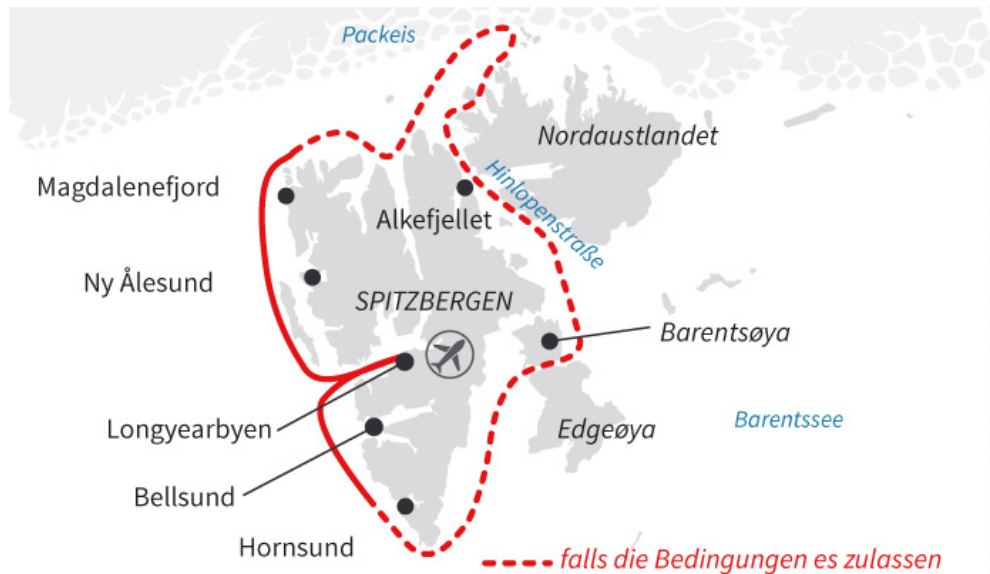 Packeis
Nordaustlandet
Magdalenefjord
Hinlopenstraße
Alkefjellet
Ny Ålesund
SPITZBERGEN
Barentsøya
Longyearbyen
Edgeøya
Barentssee
Bellsund
Hornsund
falls die Bedingungen es zulassen